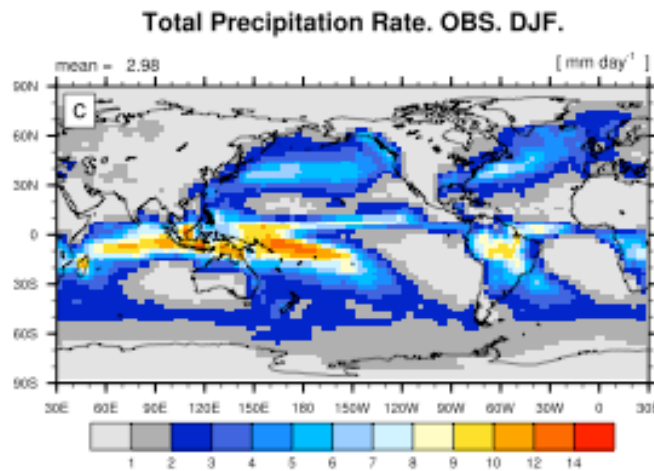 Total Precipitation Rate. OBS. DJF.
mean = 2.98 [ mm day⁻¹ ]
C
90N
60N
30N
0
30S
60S
90S
30E 60E 90E 120E 150E 180 150W 120W 90W 60W 30W 0 30E
1 2 3 4 5 6 7 8 9 10 12 14